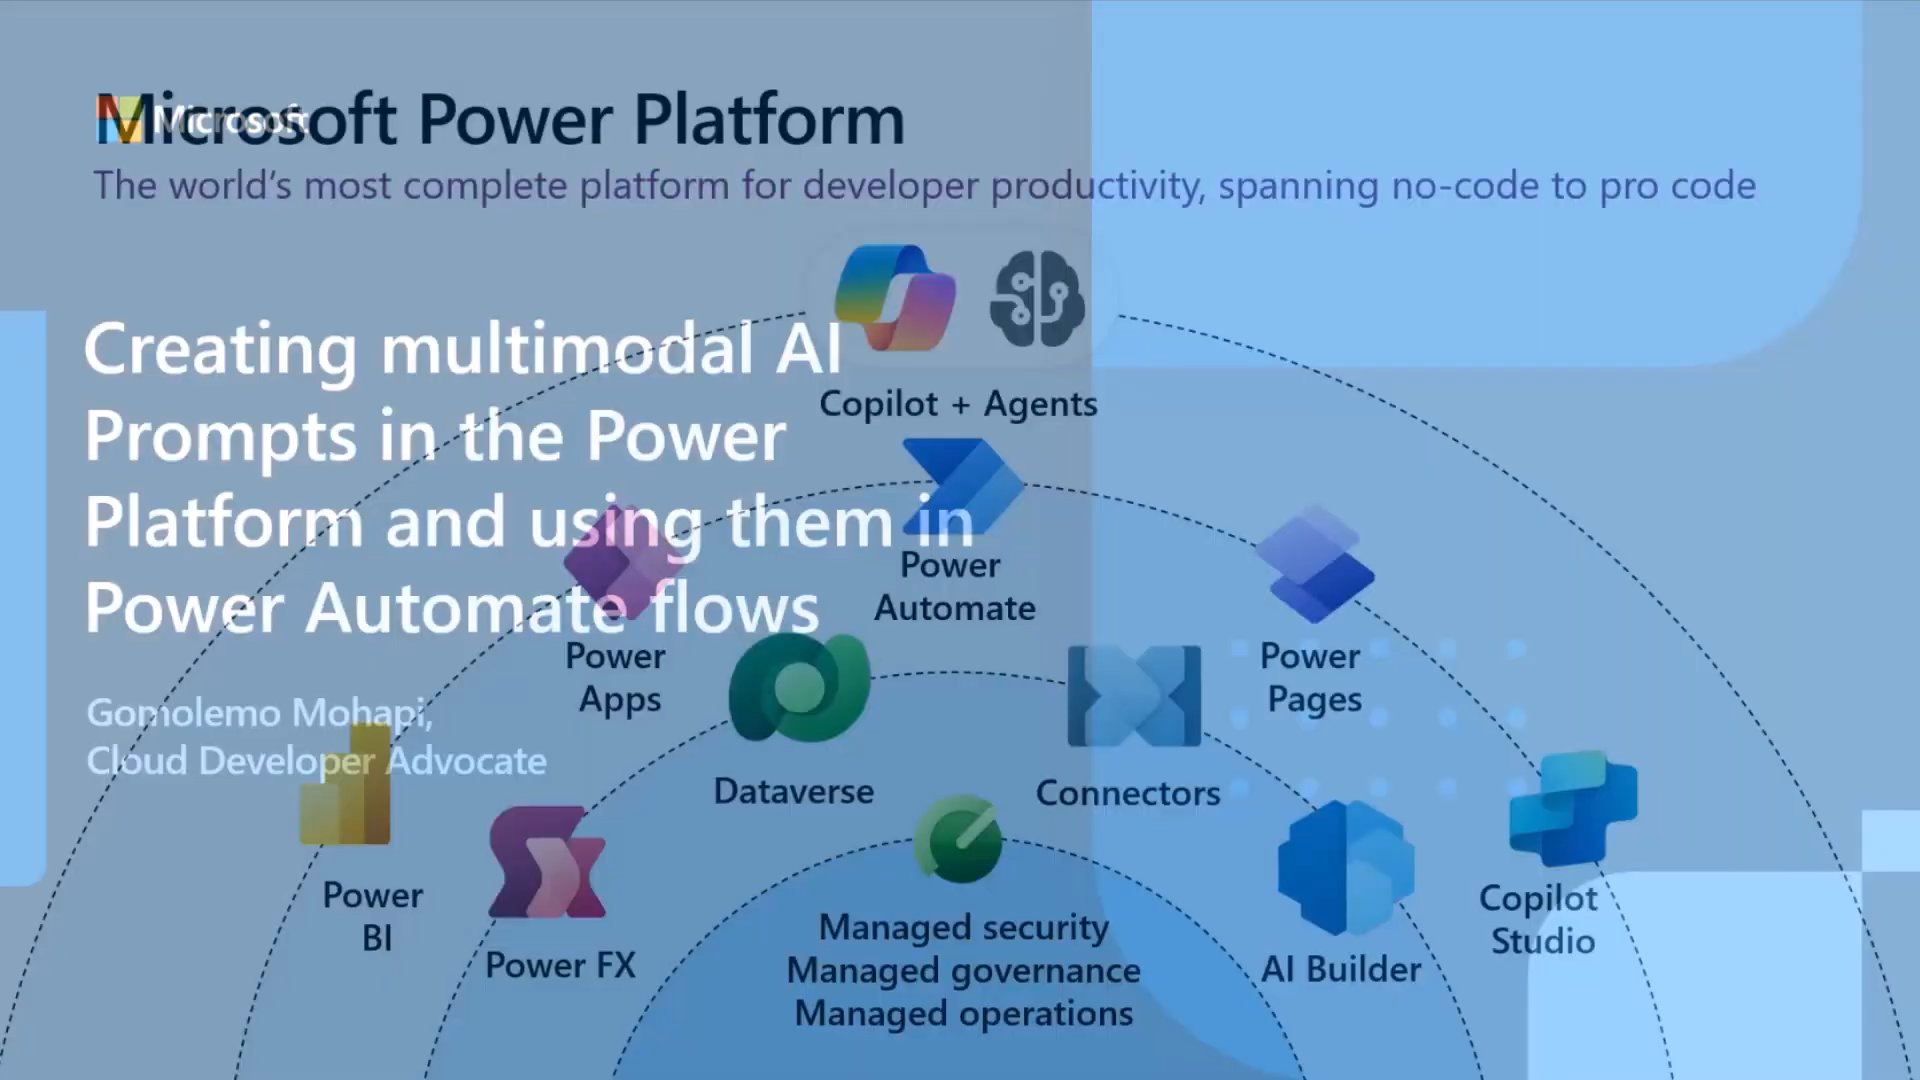 Microsoft Power Platform
Microsoft
The world's most complete platform for developer productivity, spanning no-code to pro code
Creating multimodal AI
Prompts in the Power
Platform and using them in
Power Automate flows
Gomolemo Mohapi,
Cloud Developer Advocate
Copilot + Agents
Power
Automate
Power
Apps
Power
Pages
Dataverse
Connectors
Power
BI
Power FX
Managed security
Managed governance
Managed operations
AI Builder
Copilot
Studio